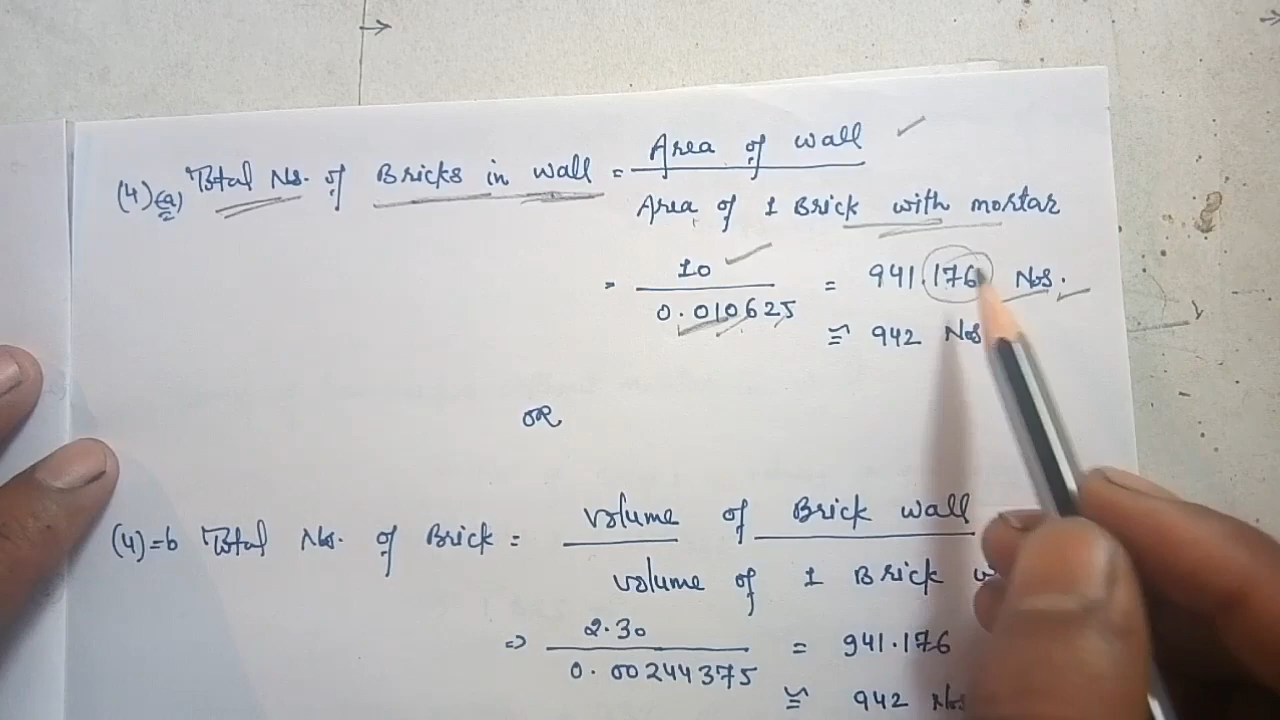 (4)(a) Total Ns. of Bricks in wall = Area of wall
Area of 1 Brick with mortar
= 10 / 0.010625 = 941.176 Nos.
≅ 942 Nos
OR
(4)=b Total Ns. of Brick = volume of Brick wall
volume of 1 Brick
=> 2.30 / 0.00244375 = 941.176
≅ 942 Nos